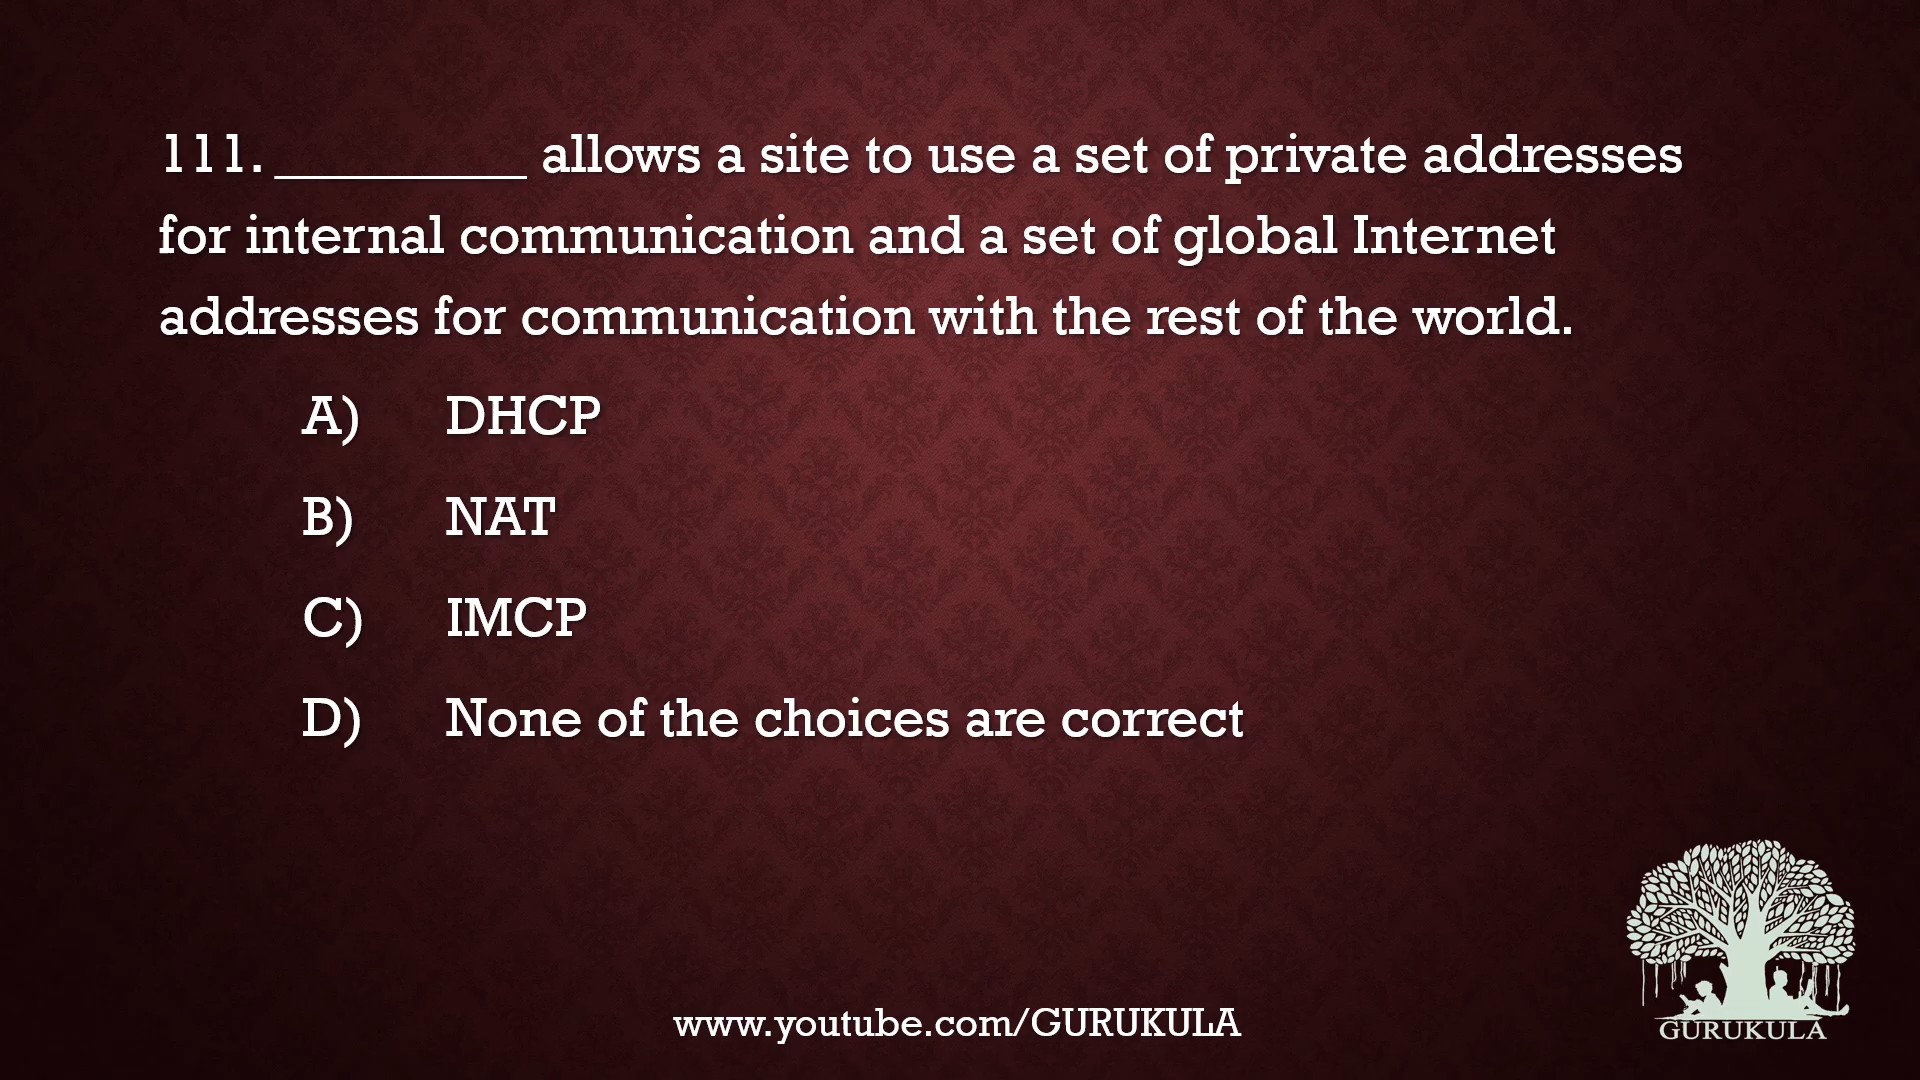 111. _________ allows a site to use a set of private addresses
for internal communication and a set of global Internet
addresses for communication with the rest of the world.
A) DHCP
B) NAT
C) IMCP
D) None of the choices are correct
www.youtube.com/GURUKULA
GURUKULA